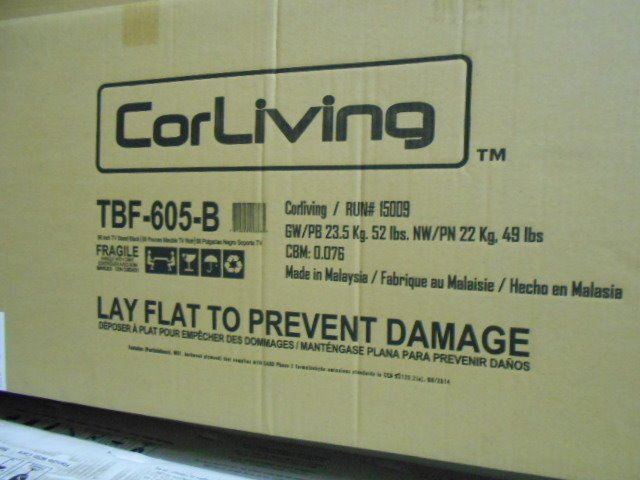 CorLiving TM
TBF-605-B
Corliving / RUN# 15009
GW/PB 23.5 Kg. 52 lbs. NW/PN 22 Kg, 49 lbs
CBM: 0.076
Made in Malaysia / Fabrique au Malaisie / Hecho en Malasia
FRAGILE
LAY FLAT TO PREVENT DAMAGE
DÉPOSER À PLAT POUR EMPÊCHER DES DOMMAGES / MANTÉNGASE PLANA PARA PREVENIR DAÑOS